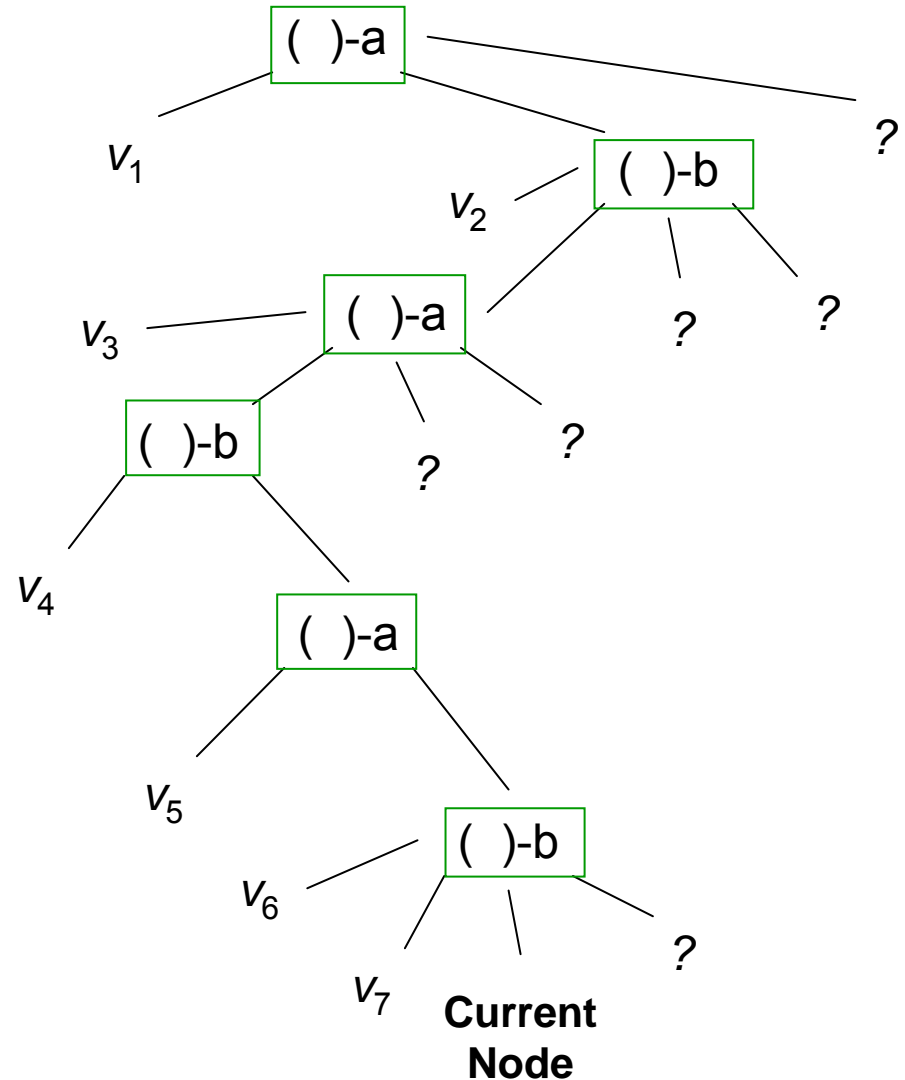 ( )-a
?
v₁
( )-b
v₂
( )-a
?
?
v₃
( )-b
?
?
v₄
( )-a
v₅
( )-b
v₆
?
v₇
Current
Node